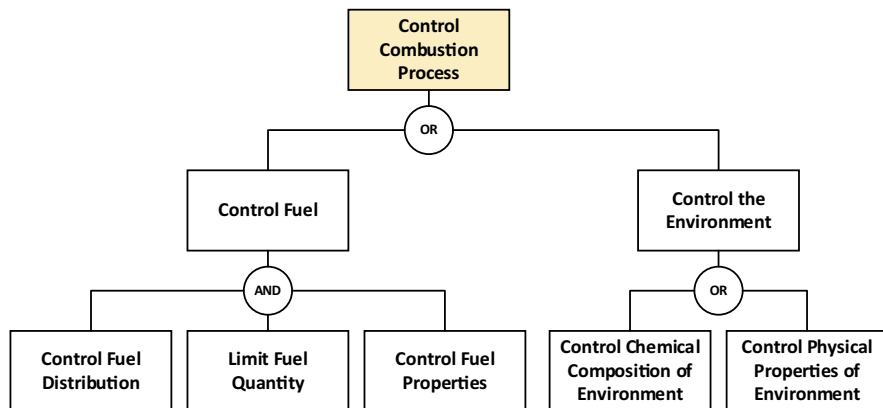 Control
Combustion
Process
OR
Control Fuel
Control the
Environment
AND
OR
Control Fuel
Distribution
Limit Fuel
Quantity
Control Fuel
Properties
Control Chemical
Composition of
Environment
Control Physical
Properties of
Environment